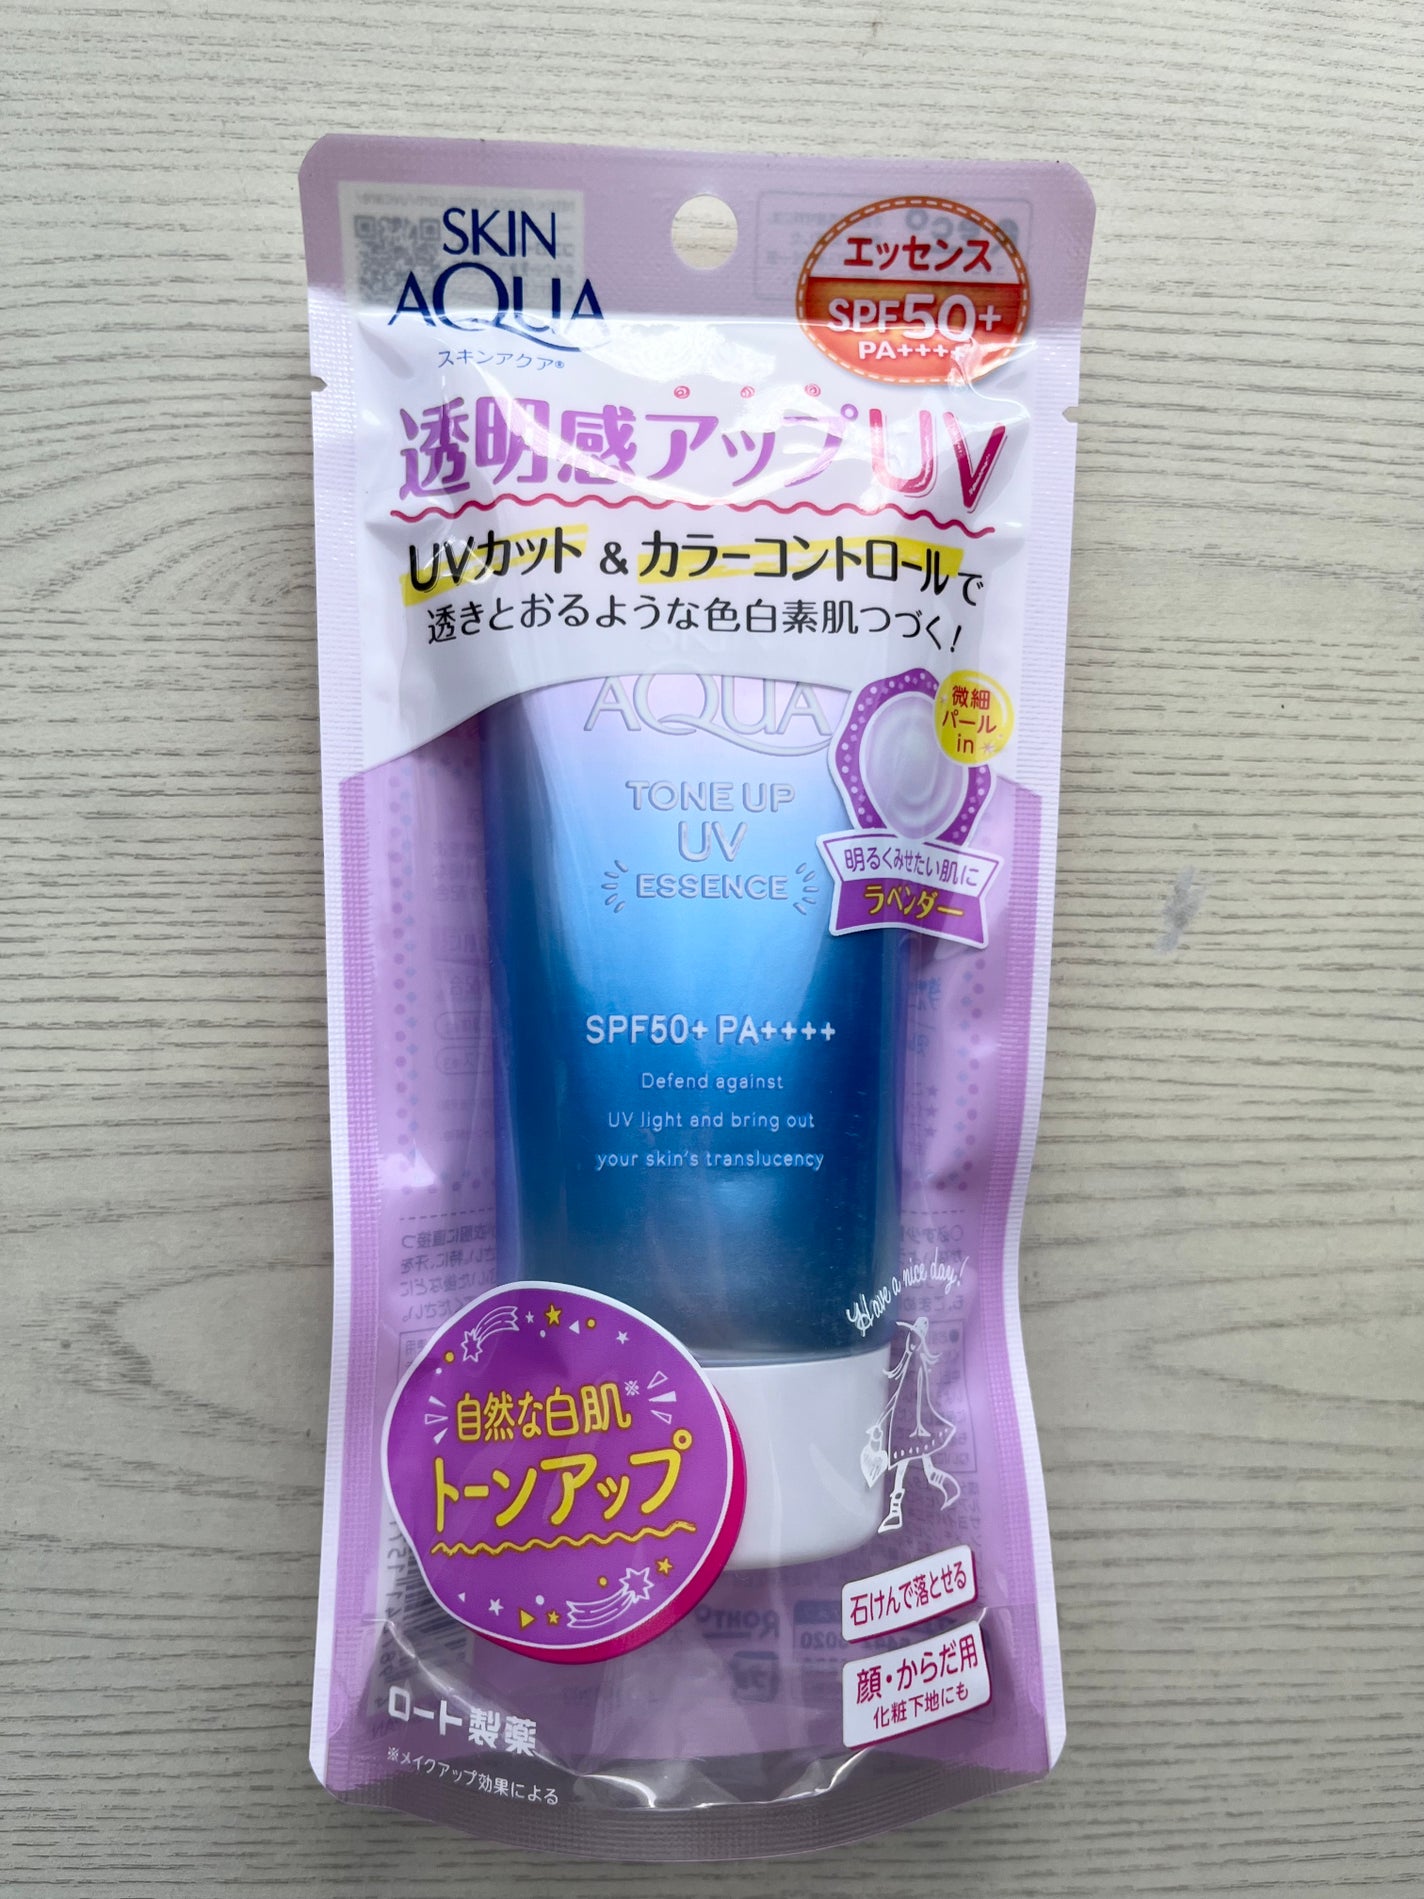 SKIN
AQUA
スキンアクア®
エッセンス
SPF50+
PA++++
透明感アップUV
UVカット & カラーコントロールで
透きとおるような色白素肌つづく!
AQUA
微細
パール
in
TONE UP
UV
ESSENCE
明るくみせたい肌に
ラベンダー
SPF50+ PA++++
Defend against
UV light and bring out
your skin's translucency
Have a nice day!
自然な白肌※
トーンアップ
石けんで落とせる
顔・からだ用
化粧下地にも
ロート製薬
※メイクアップ効果による